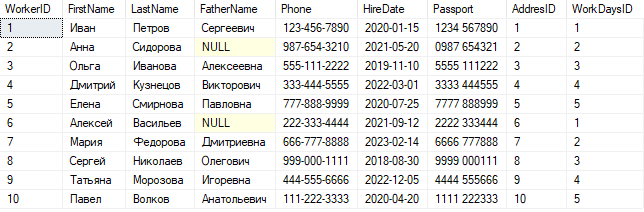 WorkerID FirstName LastName FatherName Phone HireDate Passport AddresID WorkDaysID
1 Иван Петров Сергеевич 123-456-7890 2020-01-15 1234 567890 1 1
2 Анна Сидорова NULL 987-654-3210 2021-05-20 0987 654321 2 2
3 Ольга Иванова Алексеевна 555-111-2222 2019-11-10 5555 111222 3 3
4 Дмитрий Кузнецов Викторович 333-444-5555 2022-03-01 3333 444555 4 4
5 Елена Смирнова Павловна 777-888-9999 2020-07-25 7777 888999 5 5
6 Алексей Васильев NULL 222-333-4444 2021-09-12 2222 333444 6 1
7 Мария Федорова Дмитриевна 666-777-8888 2023-02-14 6666 777888 7 2
8 Сергей Николаев Олегович 999-000-1111 2018-08-30 9999 000111 8 3
9 Татьяна Морозова Игоревна 444-555-6666 2022-12-05 4444 555666 9 4
10 Павел Волков Анатольевич 111-222-3333 2020-04-20 1111 222333 10 5